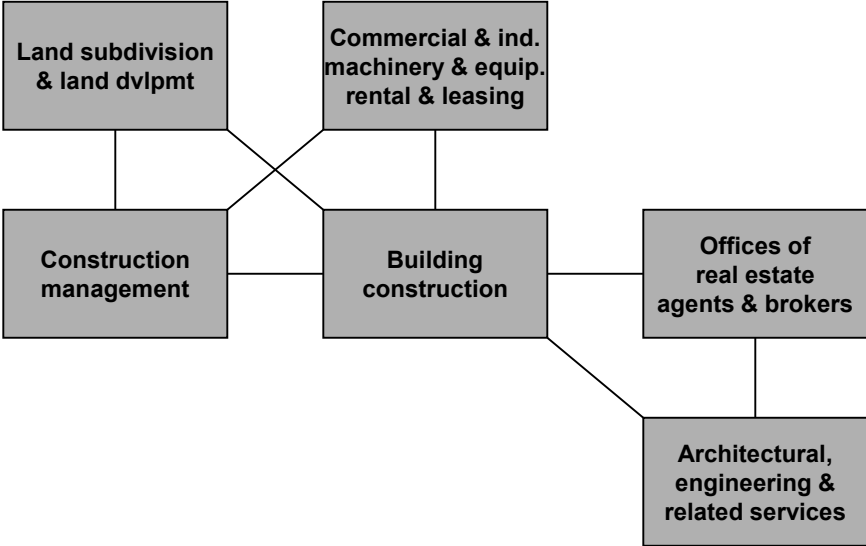 Land subdivision
& land dvlpmt
Commercial & ind.
machinery & equip.
rental & leasing
Construction
management
Building
construction
Offices of
real estate
agents & brokers
Architectural,
engineering &
related services